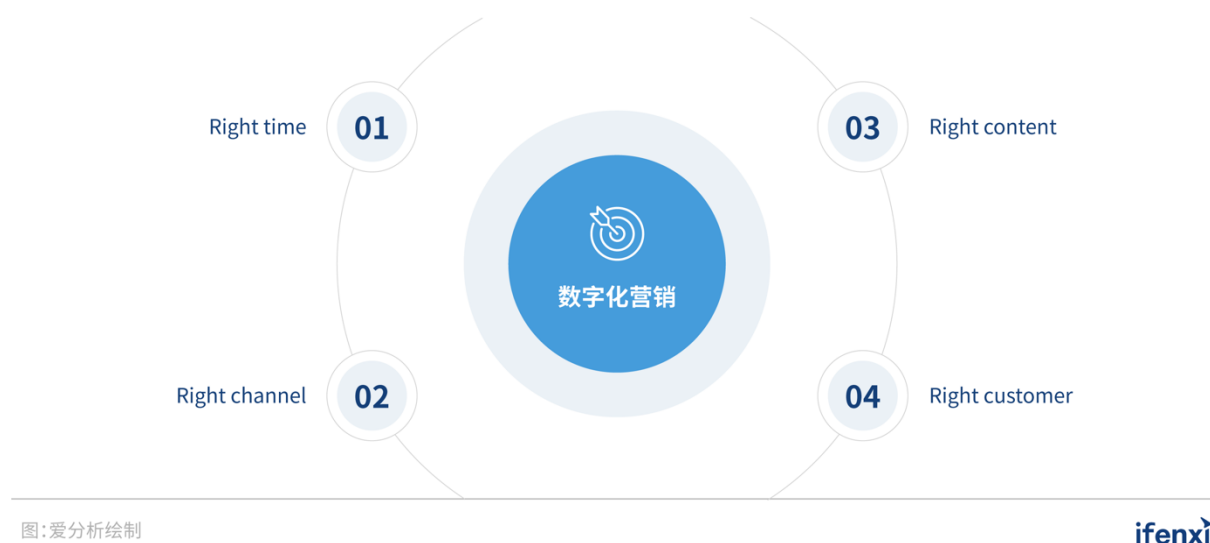 Right time
01
03
Right content
数字化营销
Right channel
02
04
Right customer
图:爱分析绘制
ifenxi